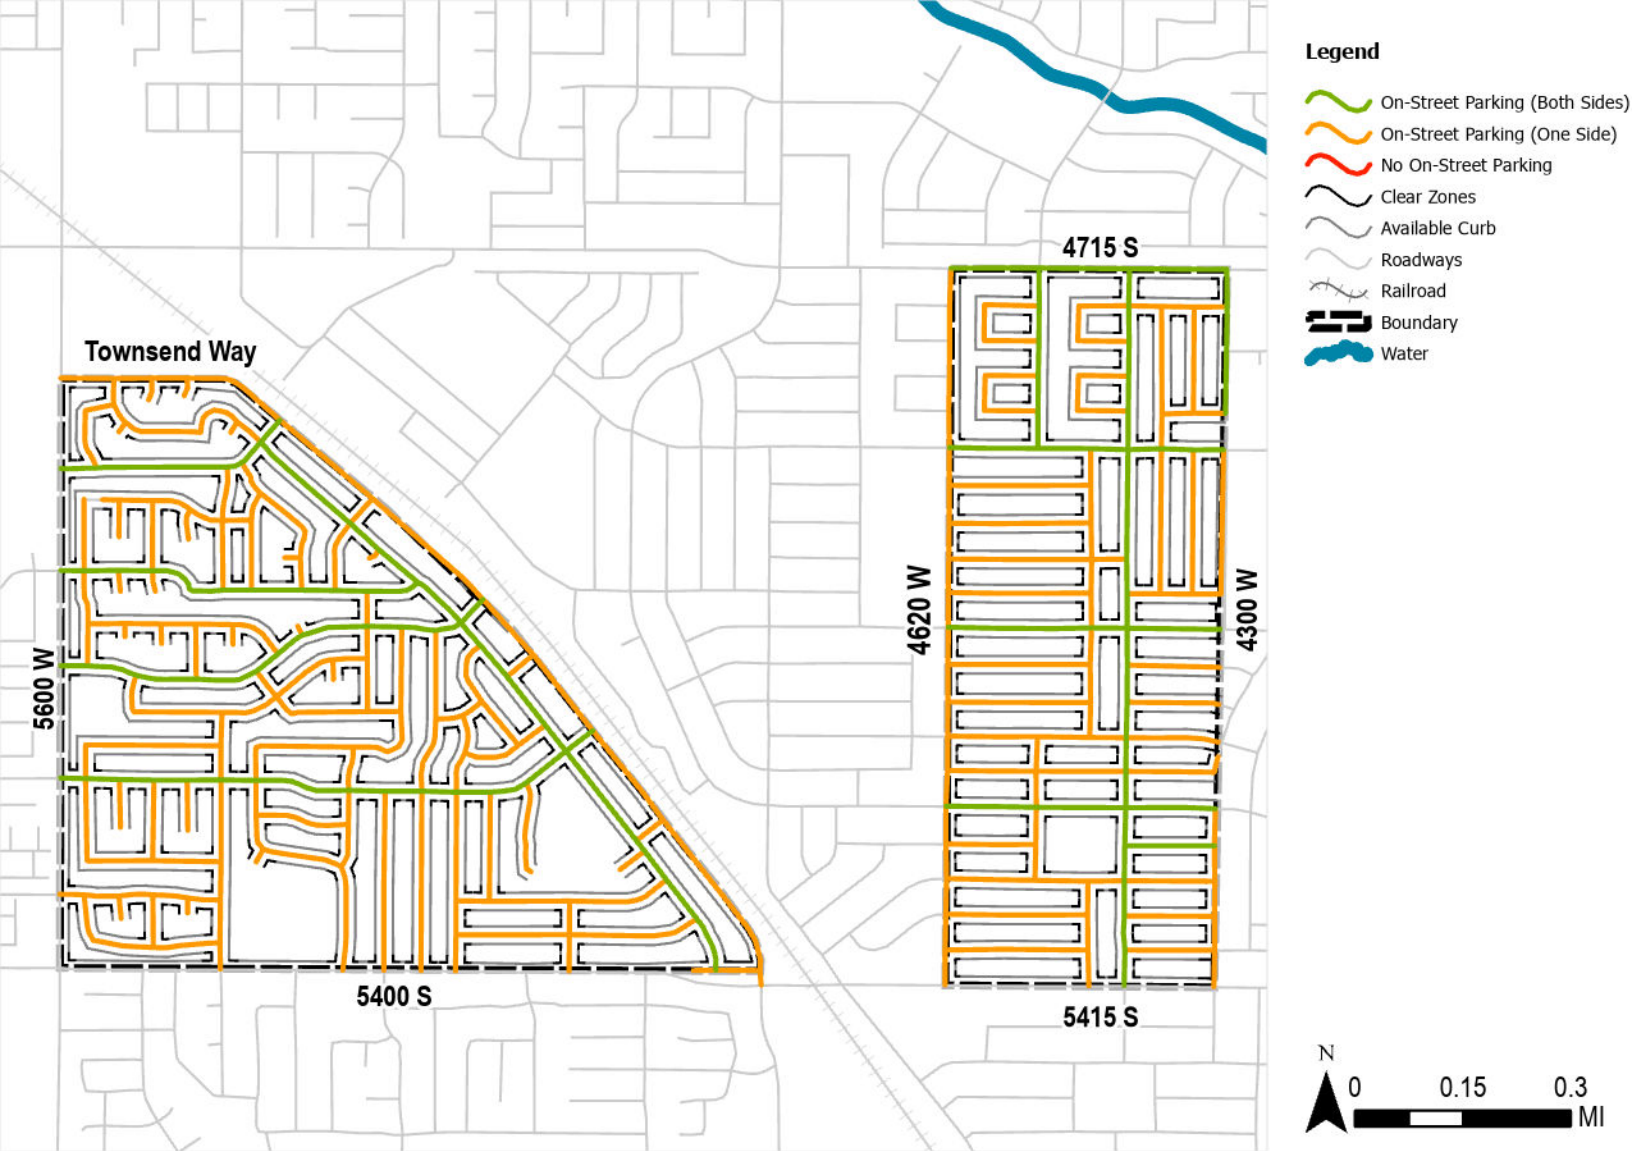 Legend
On-Street Parking (Both Sides)
On-Street Parking (One Side)
No On-Street Parking
Clear Zones
Available Curb
Roadways
Railroad
Boundary
Water
4715 S
Townsend Way
4620 W
4300 W
5600 W
5400 S
5415 S
N
0 0.15 0.3
MI